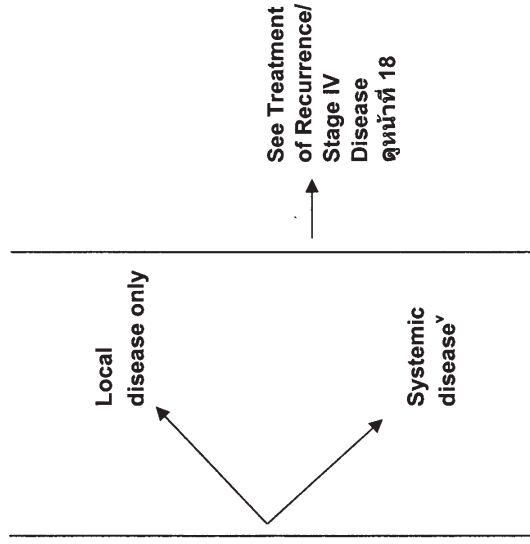 Local
disease only
Systemic
diseaseᵛ
See Treatment
of Recurrence/
Stage IV
Disease
ดูหน้าที่ 18